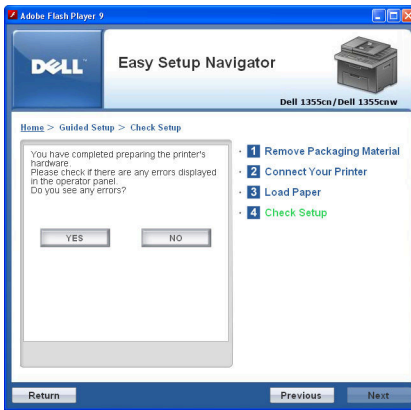 Adobe Flash Player 9
DELL
Easy Setup Navigator
Dell 1355cn/Dell 1355cnw
Home > Guided Setup > Check Setup
You have completed preparing the printer's
hardware.
Please check if there are any errors displayed
in the operator panel.
Do you see any errors?
YES
NO
· 1 Remove Packaging Material
· 2 Connect Your Printer
· 3 Load Paper
· 4 Check Setup
Return
Previous
Next